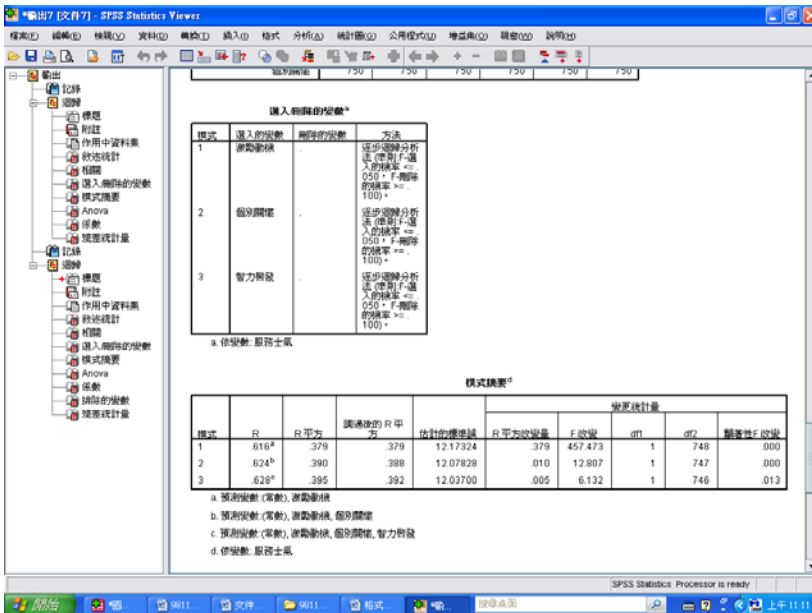 *輸出7 [文件7] - SPSS Statistics Viewer
檔案(F) 編輯(E) 檢視(V) 資料(D) 轉換(T) 插入(I) 格式 分析(A) 統計圖(G) 公用程式(U) 增益集(O) 視窗(W) 說明(H)
輸出
記錄
迴歸
標題
附註
作用中資料集
敘述統計
相關
選入/刪除的變數
模式摘要
Anova
係數
殘差統計量
記錄
迴歸
標題
附註
作用中資料集
敘述統計
相關
選入/刪除的變數
模式摘要
Anova
係數
排除的變數
殘差統計量
個別關懷 750 750 750 750 750 750
選入/刪除的變數a
模式 選入的變數 刪除的變數 方法
1 激勵動機 . 逐步迴歸分析
法 (準則:F-選
入的機率 <= .
050，F-刪除
的機率 >= .
100)。
2 個別關懷 . 逐步迴歸分析
法 (準則:F-選
入的機率 <= .
050，F-刪除
的機率 >= .
100)。
3 智力啟發 . 逐步迴歸分析
法 (準則:F-選
入的機率 <= .
050，F-刪除
的機率 >= .
100)。
a. 依變數: 服務士氣
模式摘要d
變更統計量
模式 R R 平方 調過後的 R 平方 估計的標準誤 R 平方改變量 F 改變 df1 df2 顯著性F 改變
1 .616a .379 .379 12.17324 .379 457.473 1 748 .000
2 .624b .390 .388 12.07828 .010 12.807 1 747 .000
3 .628c .395 .392 12.03700 .005 6.132 1 746 .013
a. 預測變數:(常數), 激勵動機
b. 預測變數:(常數), 激勵動機, 個別關懷
c. 預測變數:(常數), 激勵動機, 個別關懷, 智力啟發
d. 依變數: 服務士氣
SPSS Statistics Processor is ready
開始 9811... 文件... 9811... 格式... 搜尋桌面 上午 11:11